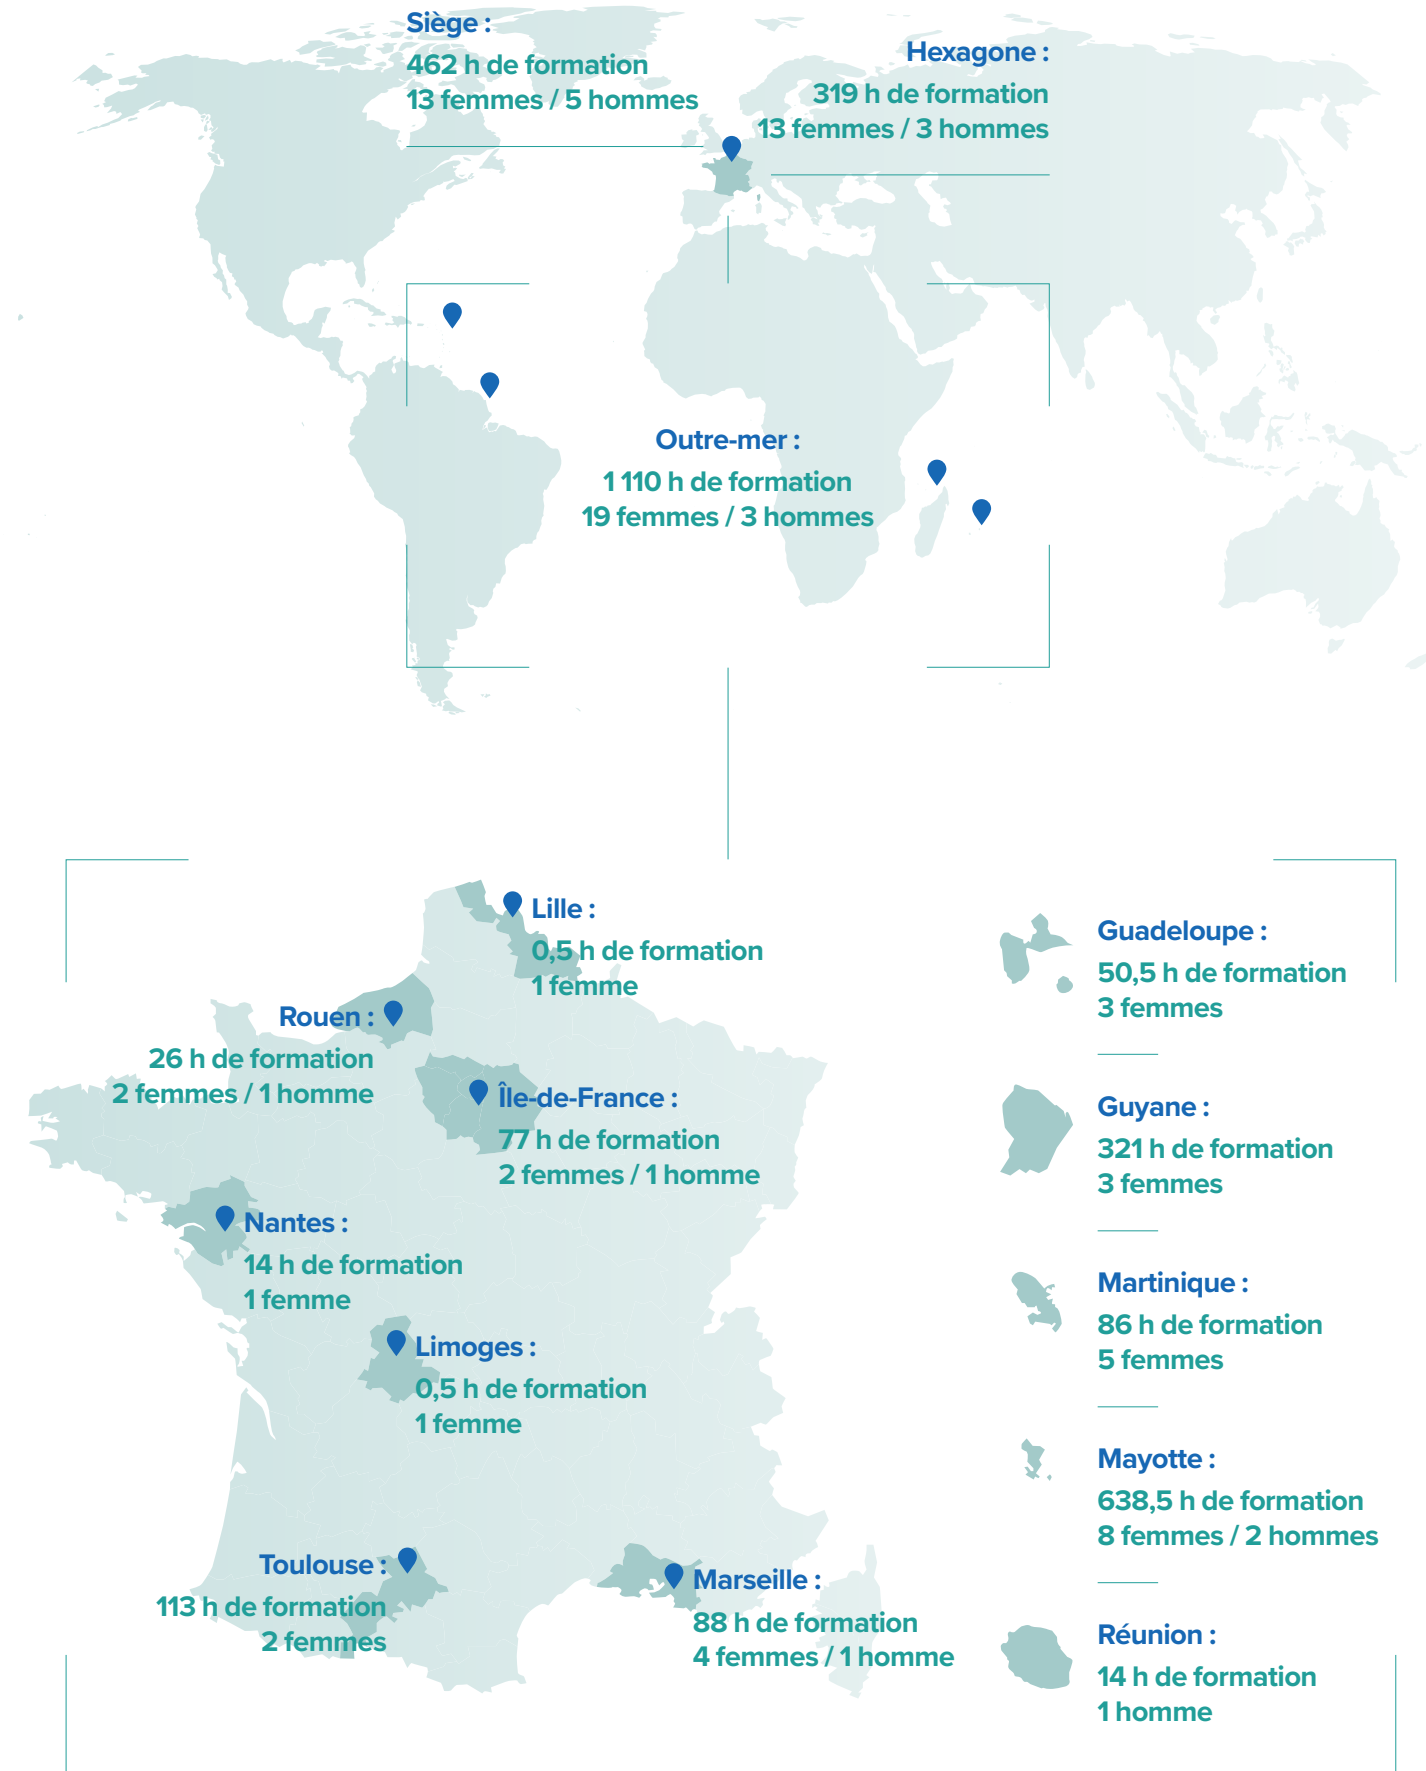 Siège :
462 h de formation
13 femmes / 5 hommes
Hexagone :
319 h de formation
13 femmes / 3 hommes
Outre-mer :
1 110 h de formation
19 femmes / 3 hommes
Lille :
0,5 h de formation
1 femme
Rouen :
26 h de formation
2 femmes / 1 homme
Île-de-France :
77 h de formation
2 femmes / 1 homme
Nantes :
14 h de formation
1 femme
Limoges :
0,5 h de formation
1 femme
Toulouse :
113 h de formation
2 femmes
Marseille :
88 h de formation
4 femmes / 1 homme
Guadeloupe :
50,5 h de formation
3 femmes
Guyane :
321 h de formation
3 femmes
Martinique :
86 h de formation
5 femmes
Mayotte :
638,5 h de formation
8 femmes / 2 hommes
Réunion :
14 h de formation
1 homme